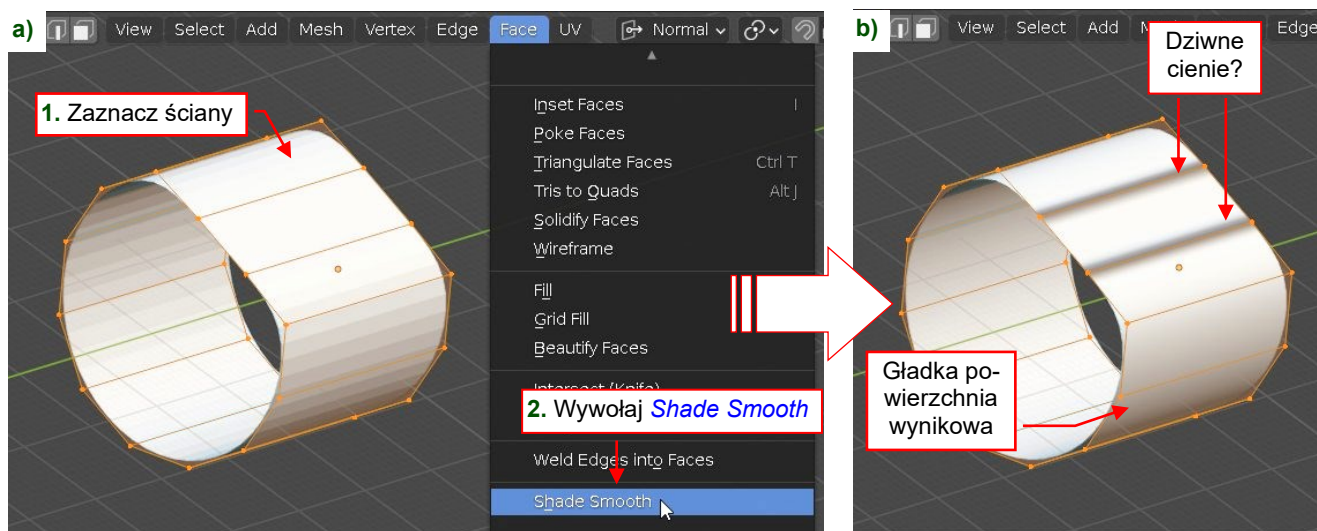 a)
View Select Add Mesh Vertex Edge Face UV Normal
1. Zaznacz ściany
Inset Faces I
Poke Faces
Triangulate Faces Ctrl T
Tris to Quads Alt J
Solidify Faces
Wireframe
Fill
Grid Fill
Beautify Faces
Intersect (Knife)
2. Wywołaj Shade Smooth
Weld Edges into Faces
Shade Smooth
b)
View Select Add M Edge
Dziwne
cienie?
Gładka po-
wierzchnia
wynikowa